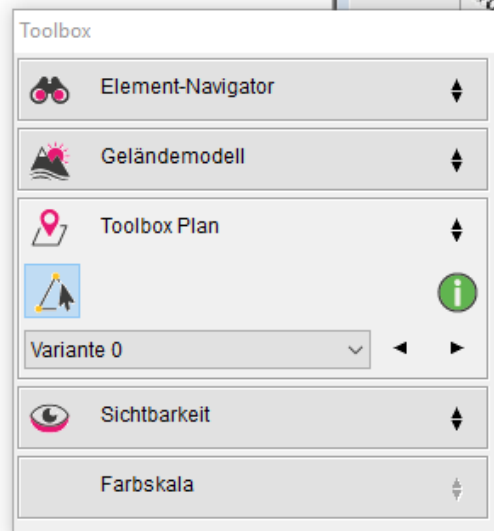 Toolbox
Element-Navigator
Geländemodell
Toolbox Plan
Variante 0
Sichtbarkeit
Farbskala